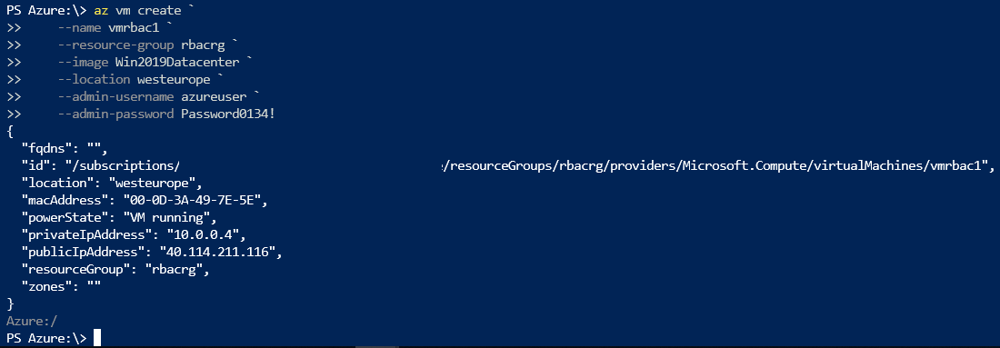 PS Azure:\> az vm create `
>>     --name vmrbac1 `
>>     --resource-group rbacrg `
>>     --image Win2019Datacenter `
>>     --location westeurope `
>>     --admin-username azureuser `
>>     --admin-password Password0134!
{
  "fqdns": "",
  "id": "/subscriptions/ /resourceGroups/rbacrg/providers/Microsoft.Compute/virtualMachines/vmrbac1",
  "location": "westeurope",
  "macAddress": "00-0D-3A-49-7E-5E",
  "powerState": "VM running",
  "privateIpAddress": "10.0.0.4",
  "publicIpAddress": "40.114.211.116",
  "resourceGroup": "rbacrg",
  "zones": ""
}
Azure:/
PS Azure:\>